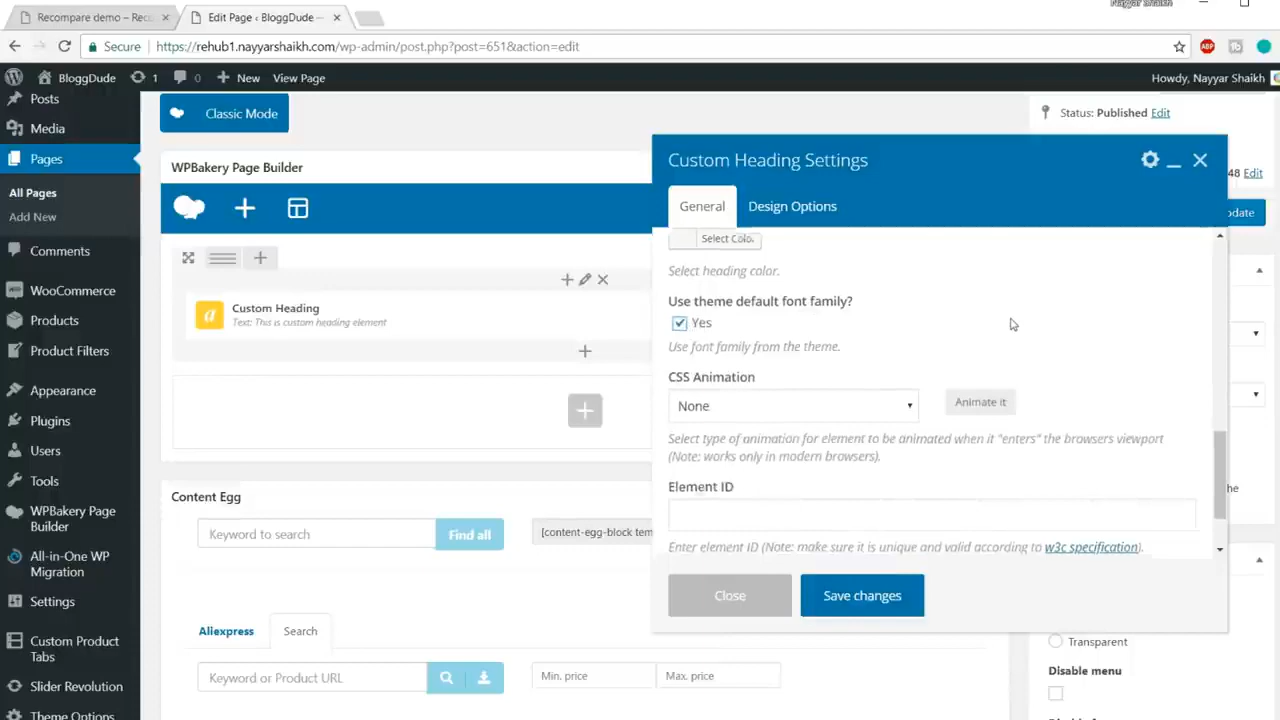 Recompare demo – Rec
Edit Page ‹ BloggDude —
Nayyar Shaikh
Secure
https://rehub1.nayyarshaikh.com/wp-admin/post.php?post=651&action=edit
ABP
BloggDude
1
0
New
View Page
Howdy, Nayyar Shaikh
Posts
Media
Pages
All Pages
Add New
Comments
WooCommerce
Products
Product Filters
Appearance
Plugins
Users
Tools
WPBakery Page
Builder
All-in-One WP
Migration
Settings
Custom Product
Tabs
Slider Revolution
Theme Options
Classic Mode
WPBakery Page Builder
Custom Heading
Text: This is custom heading element
Content Egg
Keyword to search
Find all
[content-egg-block tem
Aliexpress
Search
Keyword or Product URL
Min. price
Max. price
Custom Heading Settings
General
Design Options
Select Color
Select heading color.
Use theme default font family?
Yes
Use font family from the theme.
CSS Animation
None
Animate it
Select type of animation for element to be animated when it "enters" the browsers viewport
(Note: works only in modern browsers).
Element ID
Enter element ID (Note: make sure it is unique and valid according to w3c specification).
Close
Save changes
Status: Published Edit
48 Edit
date
he
Transparent
Disable menu